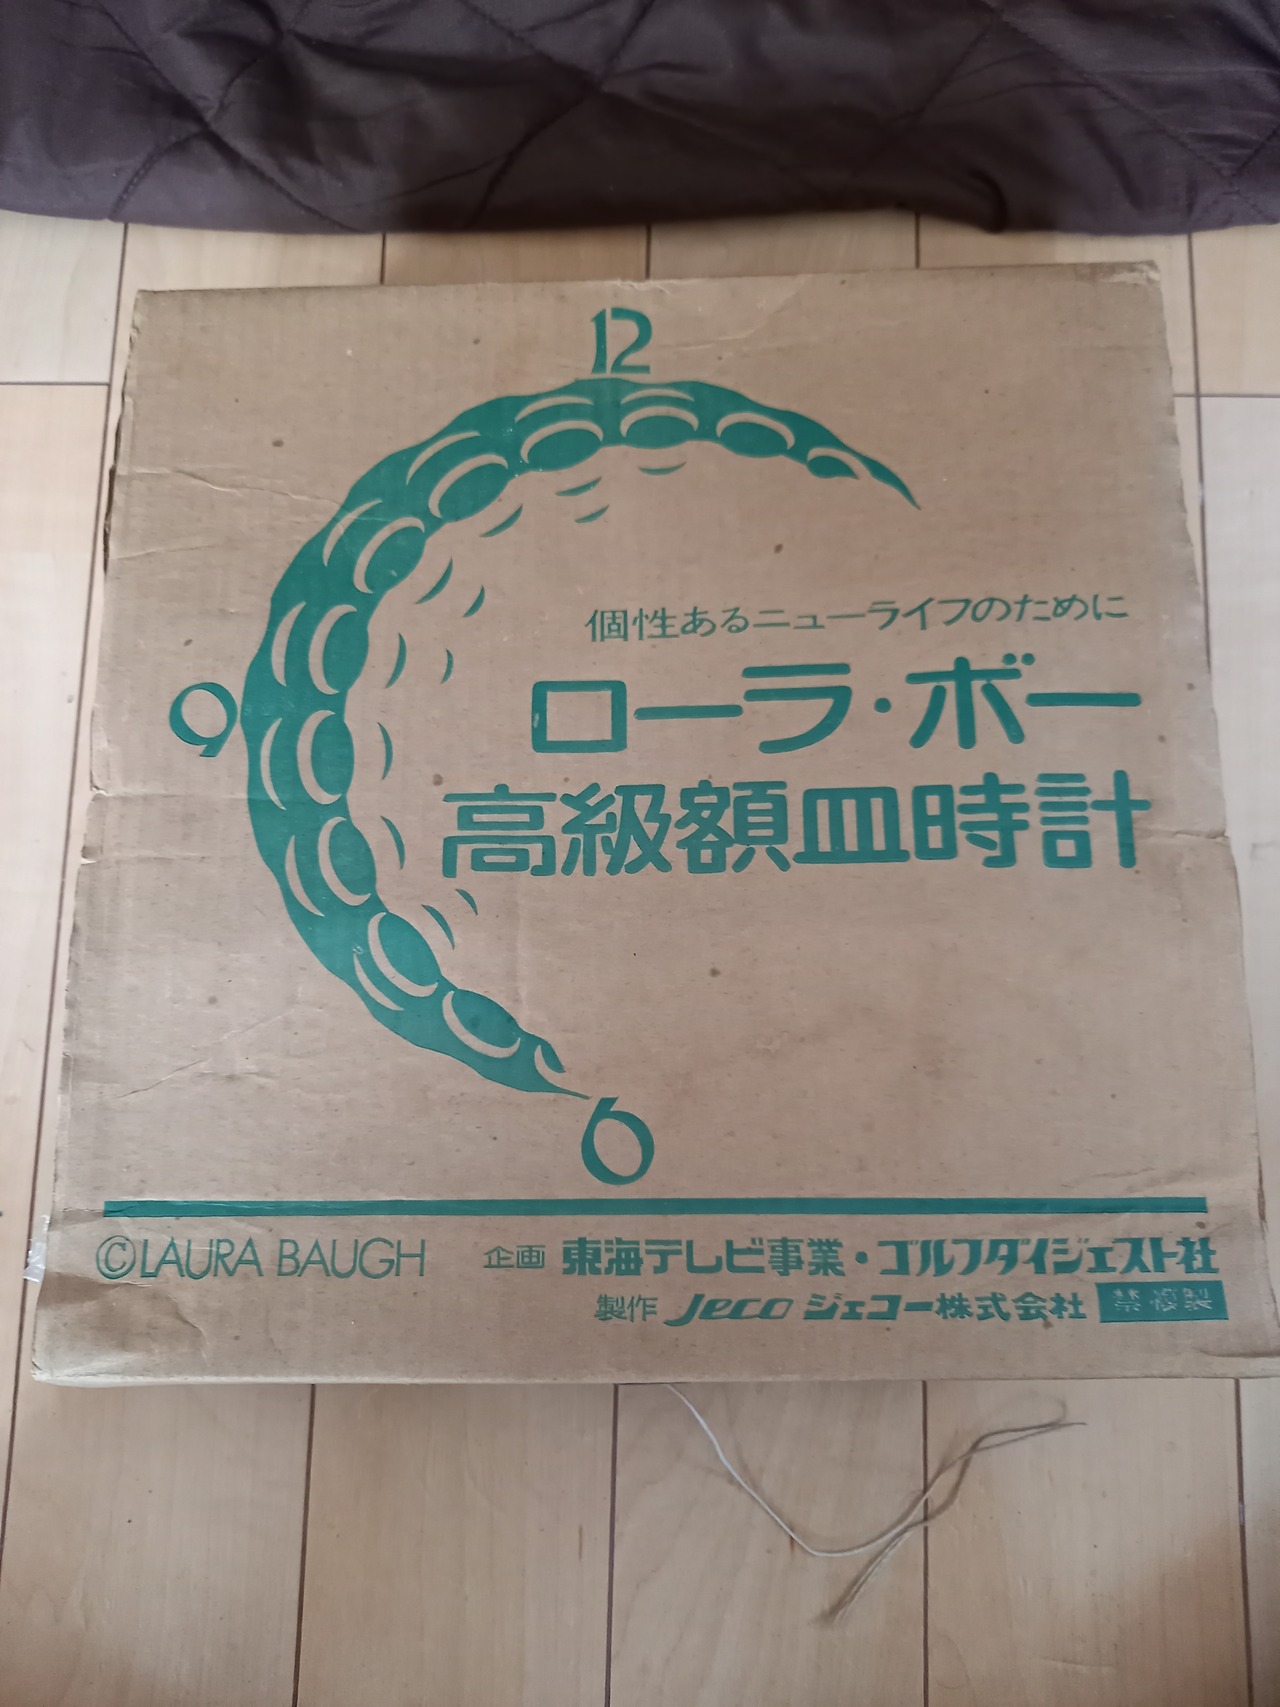 12
個性あるニューライフのために
ローラ・ボー
9
高級額皿時計
6
©LAURA BAUGH 企画 東海テレビ事業・ゴルフダイジェスト社
製作 Jeco ジェコー株式会社 禁複製